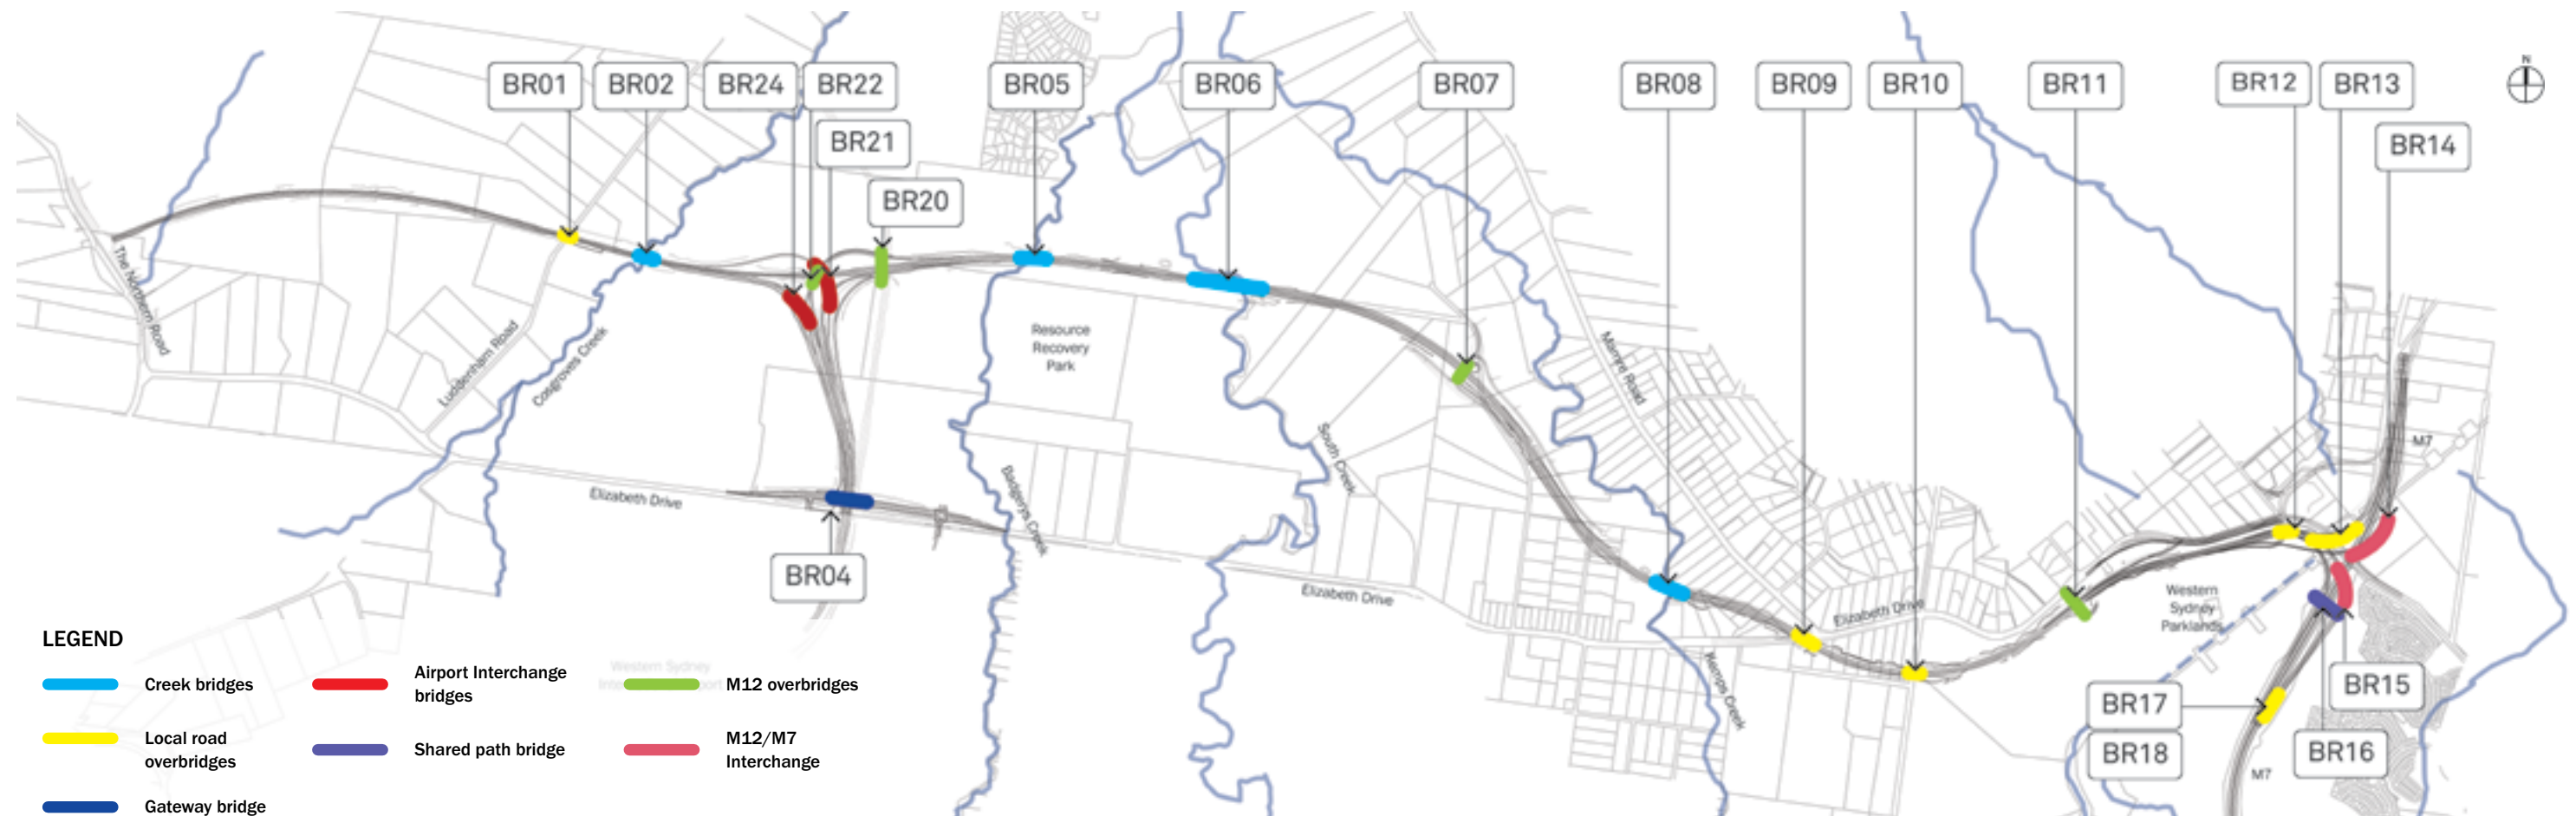 N
BR01
BR02
BR24
BR22
BR05
BR06
BR07
BR08
BR09
BR10
BR11
BR12
BR13
BR21
BR14
BR20
The Northern Road
Luddenham Road
Cosgroves Creek
Resource
Recovery
Park
Mamre Road
South Creek
M7
Elizabeth Drive
Badgerys Creek
BR04
Elizabeth Drive
Elizabeth Drive
Western
Sydney
Parklands
Kemps Creek
BR15
BR17
BR18
BR16
M7
LEGEND
Western Sydney
Creek bridges
Airport Interchange
bridges
M12 overbridges
Local road
overbridges
Shared path bridge
M12/M7
Interchange
Gateway bridge